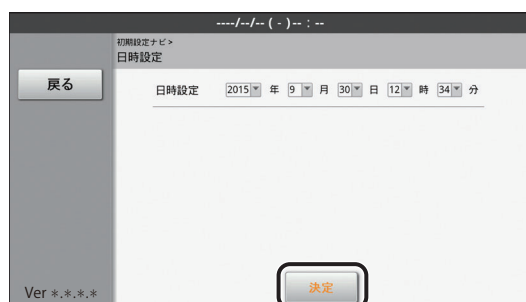 ----/--/-- ( - )-- : --
初期設定ナビ>
日時設定
戻る
日時設定 2015 年 9 月 30 日 12 時 34 分
決定
Ver *.*.*.*